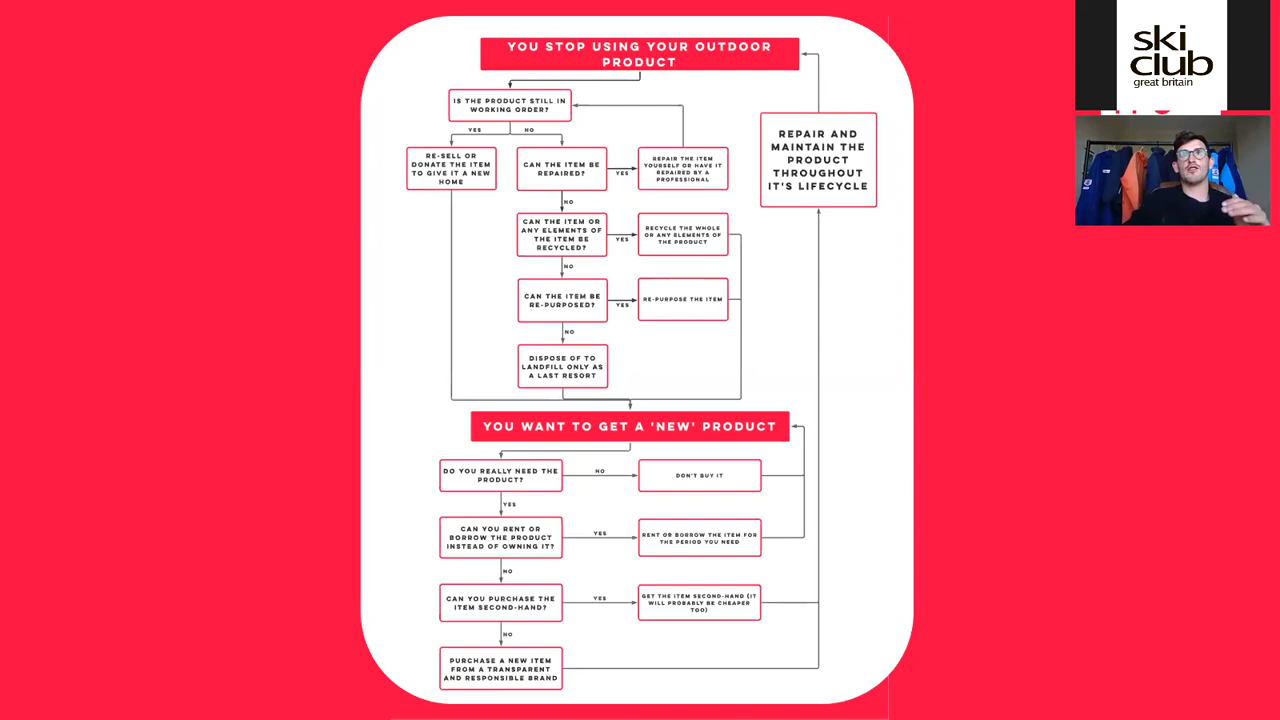 YOU STOP USING YOUR OUTDOOR
PRODUCT
IS THE PRODUCT STILL IN
WORKING ORDER?
YES
NO
RE-SELL OR
DONATE THE ITEM
TO GIVE IT A NEW
HOME
CAN THE ITEM BE
REPAIRED?
YES
REPAIR THE ITEM
YOURSELF OR HAVE IT
REPAIRED BY A
PROFESSIONAL
NO
CAN THE ITEM OR
ANY ELEMENTS OF
THE ITEM BE
RECYCLED?
YES
RECYCLE THE WHOLE
OR ANY ELEMENTS OF
THE PRODUCT
NO
CAN THE ITEM BE
RE-PURPOSED?
YES
RE-PURPOSE THE ITEM
NO
DISPOSE OF TO
LANDFILL ONLY AS
A LAST RESORT
REPAIR AND
MAINTAIN THE
PRODUCT
THROUGHOUT
IT'S LIFECYCLE
YOU WANT TO GET A 'NEW' PRODUCT
DO YOU REALLY NEED THE
PRODUCT?
NO
DON'T BUY IT
YES
CAN YOU RENT OR
BORROW THE PRODUCT
INSTEAD OF OWNING IT?
YES
RENT OR BORROW THE ITEM FOR
THE PERIOD YOU NEED
NO
CAN YOU PURCHASE THE
ITEM SECOND-HAND?
YES
GET THE ITEM SECOND-HAND (IT
WILL PROBABLY BE CHEAPER
TOO)
NO
PURCHASE A NEW ITEM
FROM A TRANSPARENT
AND RESPONSIBLE BRAND
ski
club
great britain